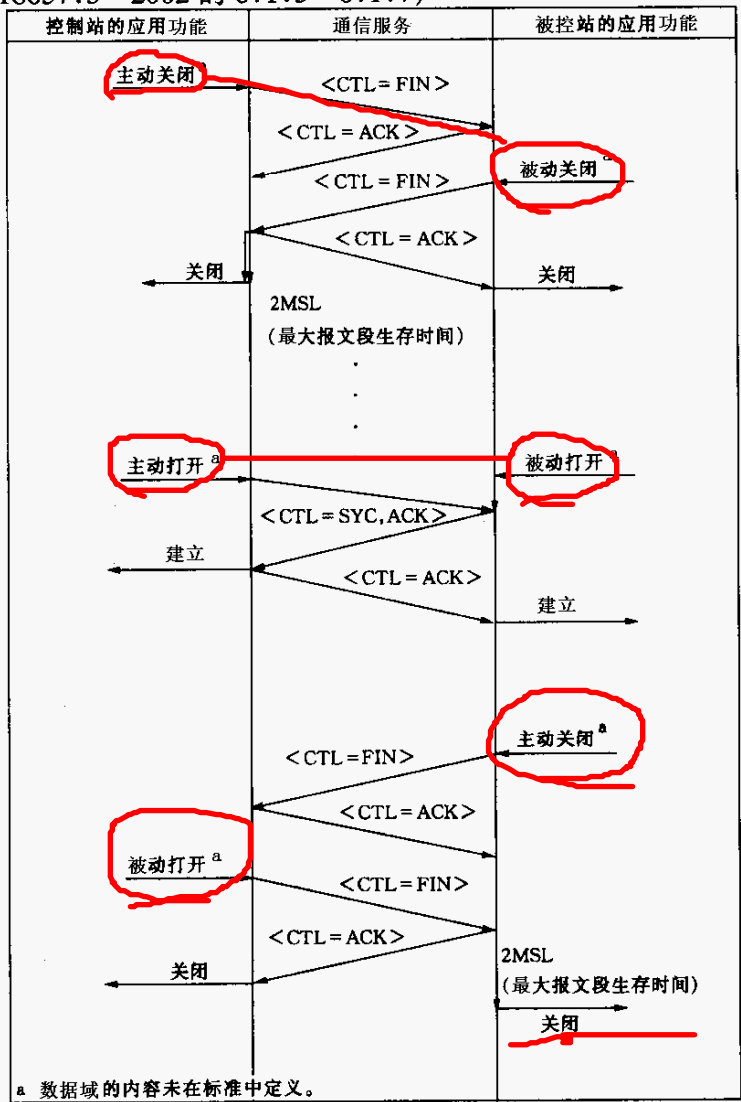 控制站的应用功能 通信服务 被控站的应用功能
主动关闭 a <CTL=FIN>
<CTL=ACK>
被动关闭 a
<CTL=FIN>
<CTL=ACK>
关闭 关闭
2MSL
(最大报文段生存时间)
主动打开 a 被动打开 a
<CTL=SYC,ACK>
建立
<CTL=ACK>
建立
主动关闭 a
<CTL=FIN>
<CTL=ACK>
被动打开 a
<CTL=FIN>
<CTL=ACK>
关闭
2MSL
(最大报文段生存时间)
关闭
a 数据域的内容未在标准中定义。